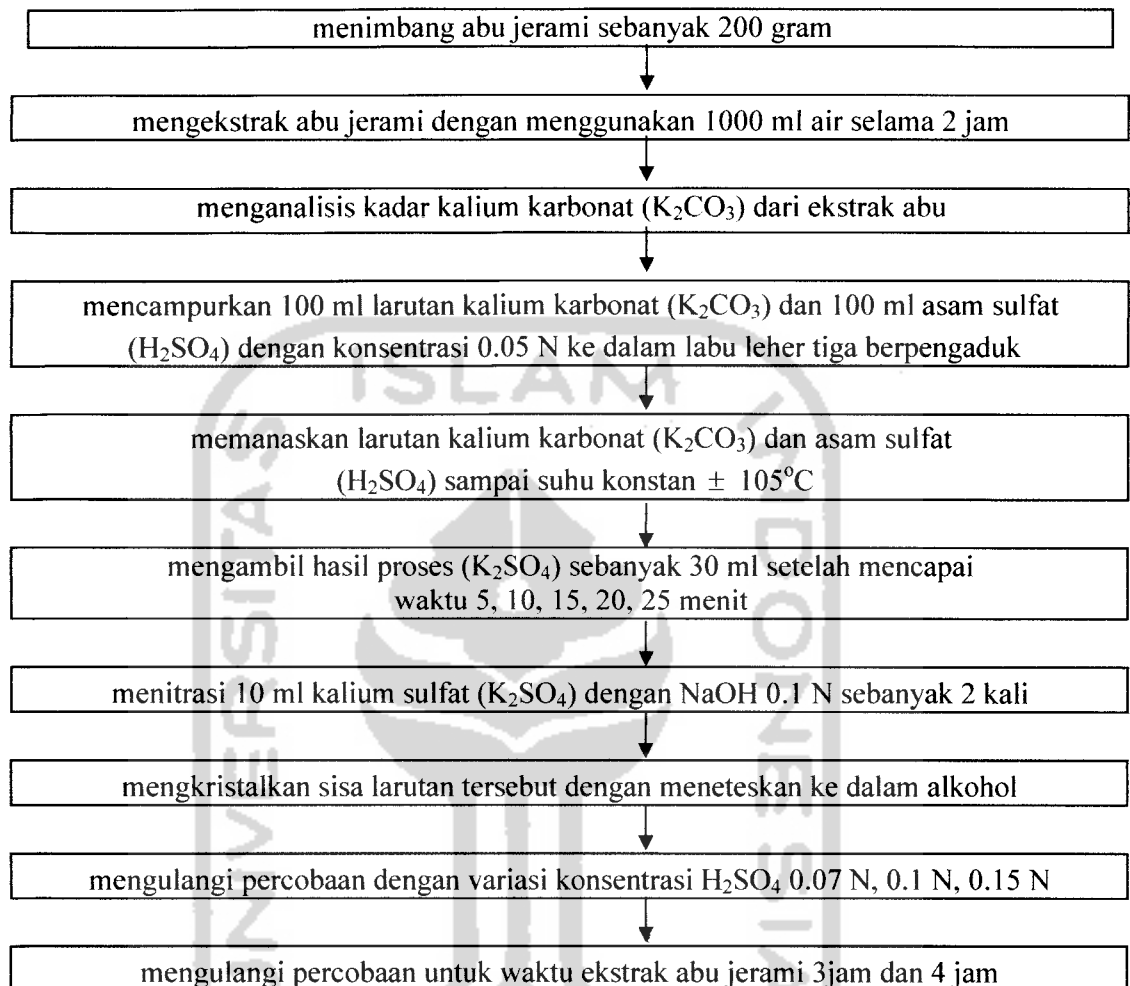 menimbang abu jerami sebanyak 200 gram
mengekstrak abu jerami dengan menggunakan 1000 ml air selama 2 jam
menganalisis kadar kalium karbonat (K₂CO₃) dari ekstrak abu
mencampurkan 100 ml larutan kalium karbonat (K₂CO₃) dan 100 ml asam sulfat
(H₂SO₄) dengan konsentrasi 0.05 N ke dalam labu leher tiga berpengaduk
memanaskan larutan kalium karbonat (K₂CO₃) dan asam sulfat
(H₂SO₄) sampai suhu konstan ± 105°C
mengambil hasil proses (K₂SO₄) sebanyak 30 ml setelah mencapai
waktu 5, 10, 15, 20, 25 menit
menitrasi 10 ml kalium sulfat (K₂SO₄) dengan NaOH 0.1 N sebanyak 2 kali
mengkristalkan sisa larutan tersebut dengan meneteskan ke dalam alkohol
mengulangi percobaan dengan variasi konsentrasi H₂SO₄ 0.07 N, 0.1 N, 0.15 N
mengulangi percobaan untuk waktu ekstrak abu jerami 3jam dan 4 jam
UNIVERSITAS
ISLAM
INDONESIA